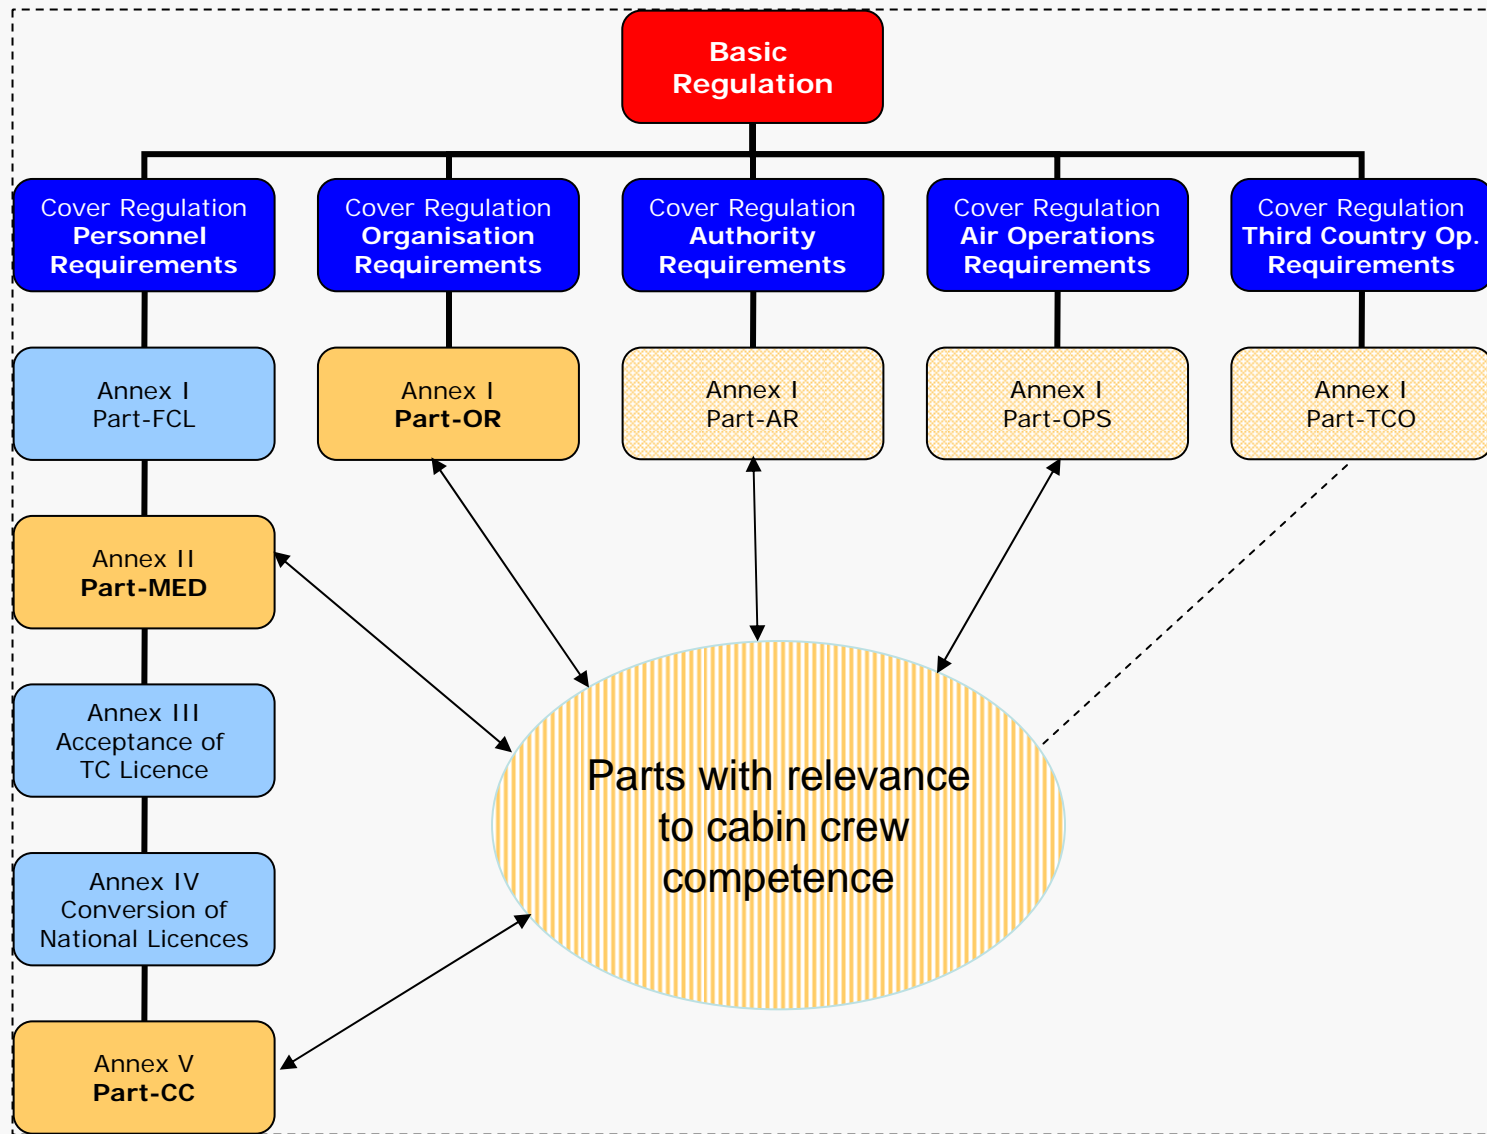 Basic
Regulation
Cover Regulation
Personnel
Requirements
Cover Regulation
Organisation
Requirements
Cover Regulation
Authority
Requirements
Cover Regulation
Air Operations
Requirements
Cover Regulation
Third Country Op.
Requirements
Annex I
Part-FCL
Annex I
Part-OR
Annex I
Part-AR
Annex I
Part-OPS
Annex I
Part-TCO
Annex II
Part-MED
Annex III
Acceptance of
TC Licence
Annex IV
Conversion of
National Licences
Annex V
Part-CC
Parts with relevance
to cabin crew
competence